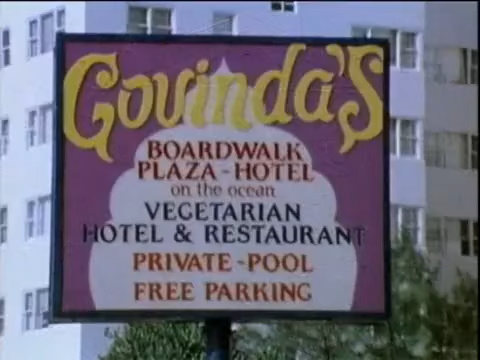 Govinda's
BOARDWALK
PLAZA-HOTEL
on the ocean
VEGETARIAN
HOTEL & RESTAURANT
PRIVATE-POOL
FREE PARKING